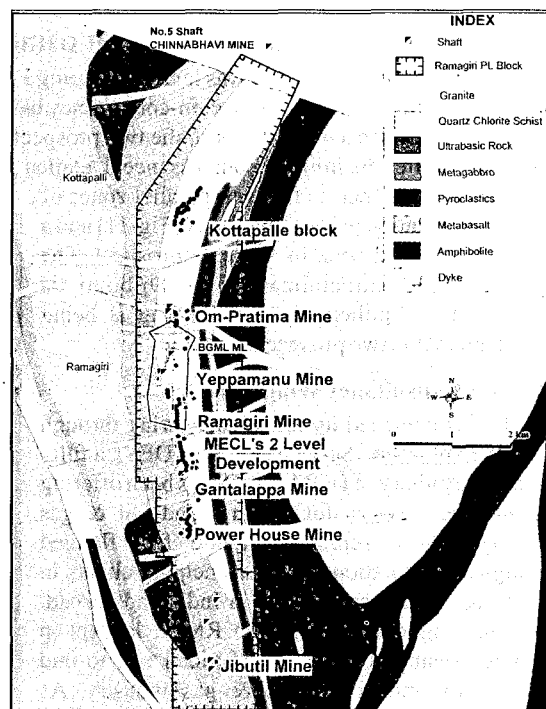 No.5 Shaft
CHINNABHAVI MINE
Kottapalli
Kottapalle block
Om-Pratima Mine
BGML ML
Ramagiri
Yeppamanu Mine
Ramagiri Mine
MECL's 2 Level
Development
Gantalappa Mine
Power House Mine
Jibutil Mine
INDEX
Shaft
Ramagiri PL Block
Granite
Quartz Chlorite Schist
Ultrabasic Rock
Metagabbro
Pyroclastics
Metabasalt
Amphibolite
Dyke
N
W E
S
0 1 2 km